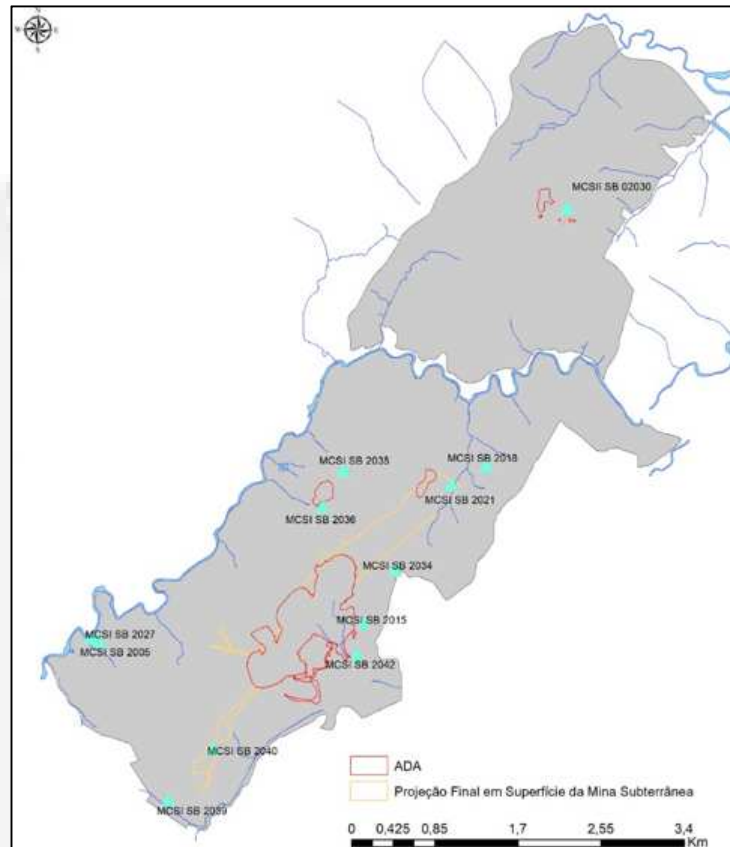 N
W E
S
MCSII SB 02030
MCSI SB 2035
MCSI SB 2018
MCSI SB 2021
MCSI SB 2036
MCSI SB 2034
MCSI SB 2015
MCSI SB 2027
MCSI SB 2005
MCSI SB 2042
MCSI SB 2040
MCSI SB 2039
ADA
Projeção Final em Superfície da Mina Subterrânea
0 0,425 0,85 1,7 2,55 3,4
Km